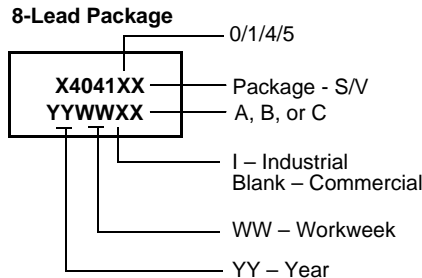 8-Lead Package
0/1/4/5
X4041XX
Package - S/V
YYWWXX
A, B, or C
I – Industrial
Blank – Commercial
WW – Workweek
YY – Year